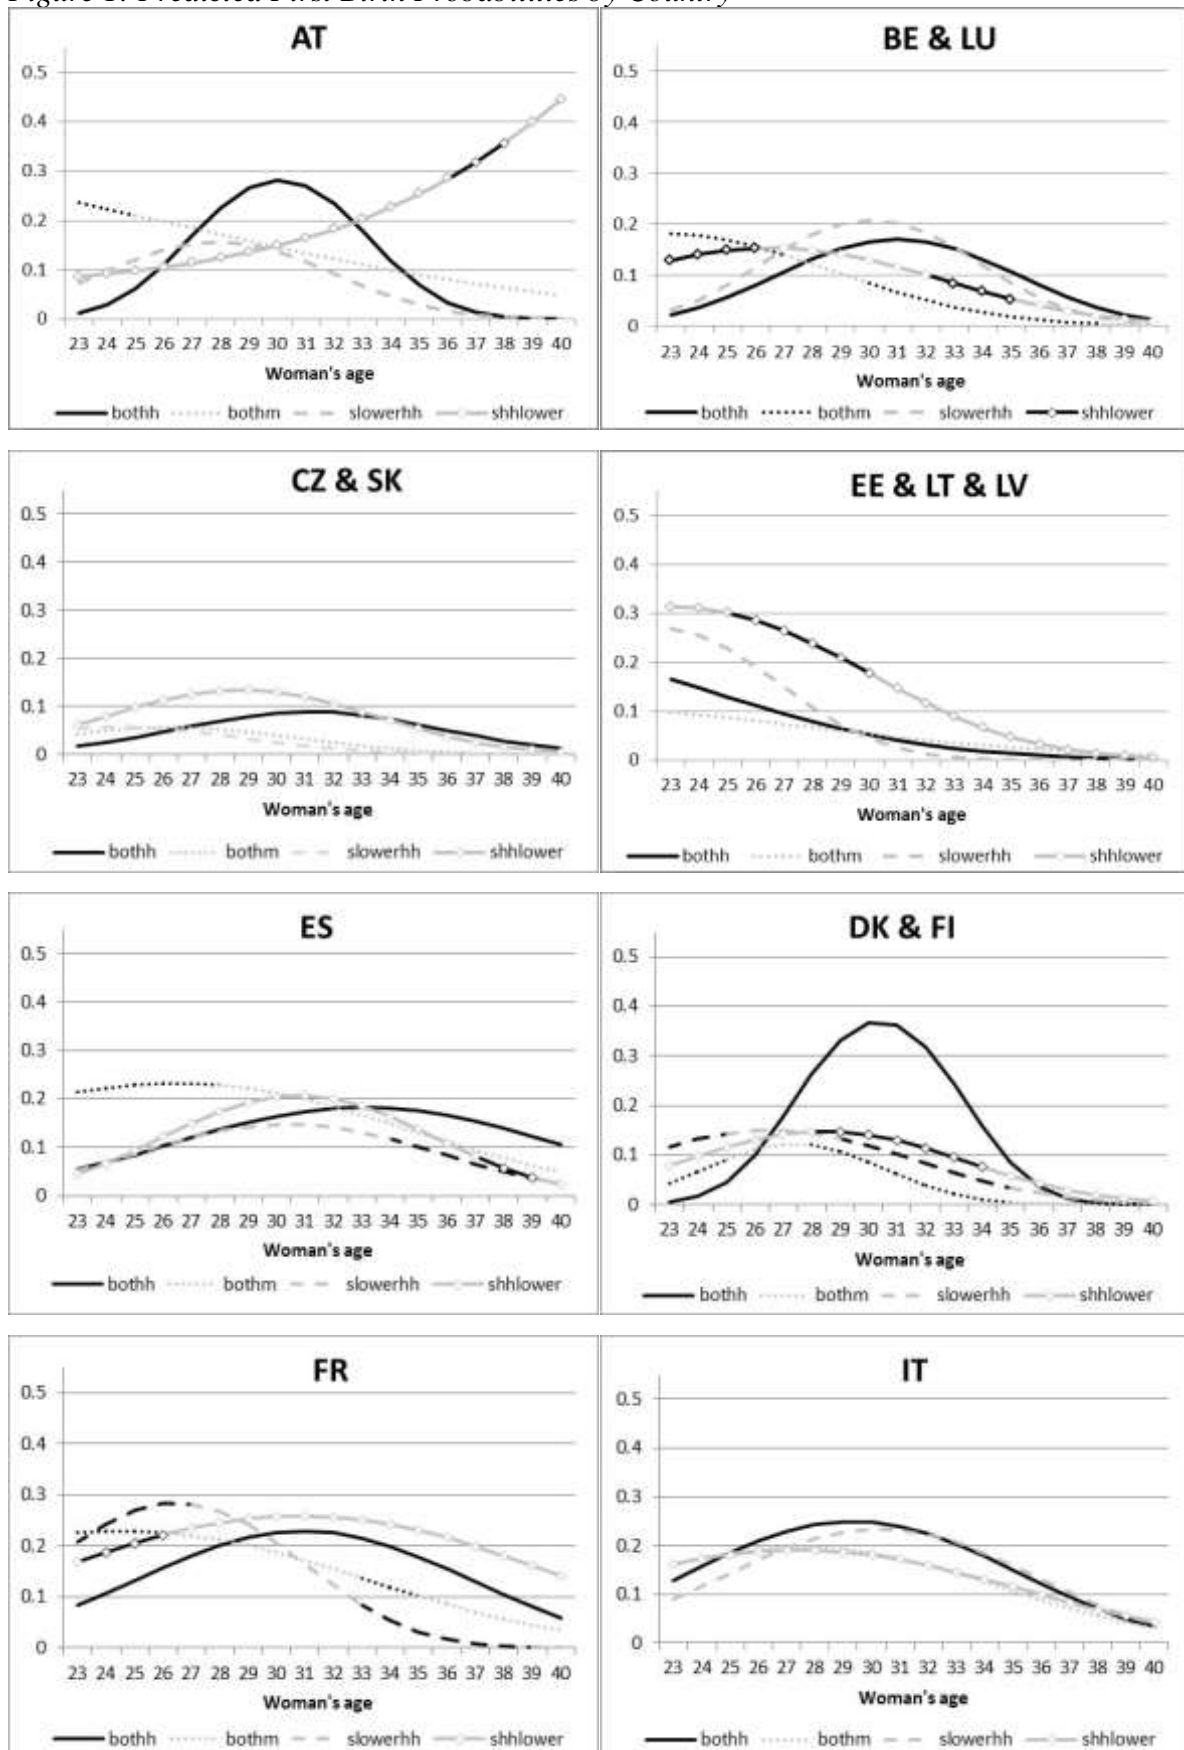 Figure 1: Predicted First Birth Probabilities by Country
AT
0.5
0.4
0.3
0.2
0.1
0
23 24 25 26 27 28 29 30 31 32 33 34 35 36 37 38 39 40
Woman's age
bothh bothm slowerhh shhlower
BE & LU
0.5
0.4
0.3
0.2
0.1
0
23 24 25 26 27 28 29 30 31 32 33 34 35 36 37 38 39 40
Woman's age
bothh bothm slowerhh shhlower
CZ & SK
0.5
0.4
0.3
0.2
0.1
0
23 24 25 26 27 28 29 30 31 32 33 34 35 36 37 38 39 40
Woman's age
bothh bothm slowerhh shhlower
EE & LT & LV
0.5
0.4
0.3
0.2
0.1
0
23 24 25 26 27 28 29 30 31 32 33 34 35 36 37 38 39 40
Woman's age
bothh bothm slowerhh shhlower
ES
0.5
0.4
0.3
0.2
0.1
0
23 24 25 26 27 28 29 30 31 32 33 34 35 36 37 38 39 40
Woman's age
bothh bothm slowerhh shhlower
DK & FI
0.5
0.4
0.3
0.2
0.1
0
23 24 25 26 27 28 29 30 31 32 33 34 35 36 37 38 39 40
Woman's age
bothh bothm slowerhh shhlower
FR
0.5
0.4
0.3
0.2
0.1
0
23 24 25 26 27 28 29 30 31 32 33 34 35 36 37 38 39 40
Woman's age
bothh bothm slowerhh shhlower
IT
0.5
0.4
0.3
0.2
0.1
0
23 24 25 26 27 28 29 30 31 32 33 34 35 36 37 38 39 40
Woman's age
bothh bothm slowerhh shhlower